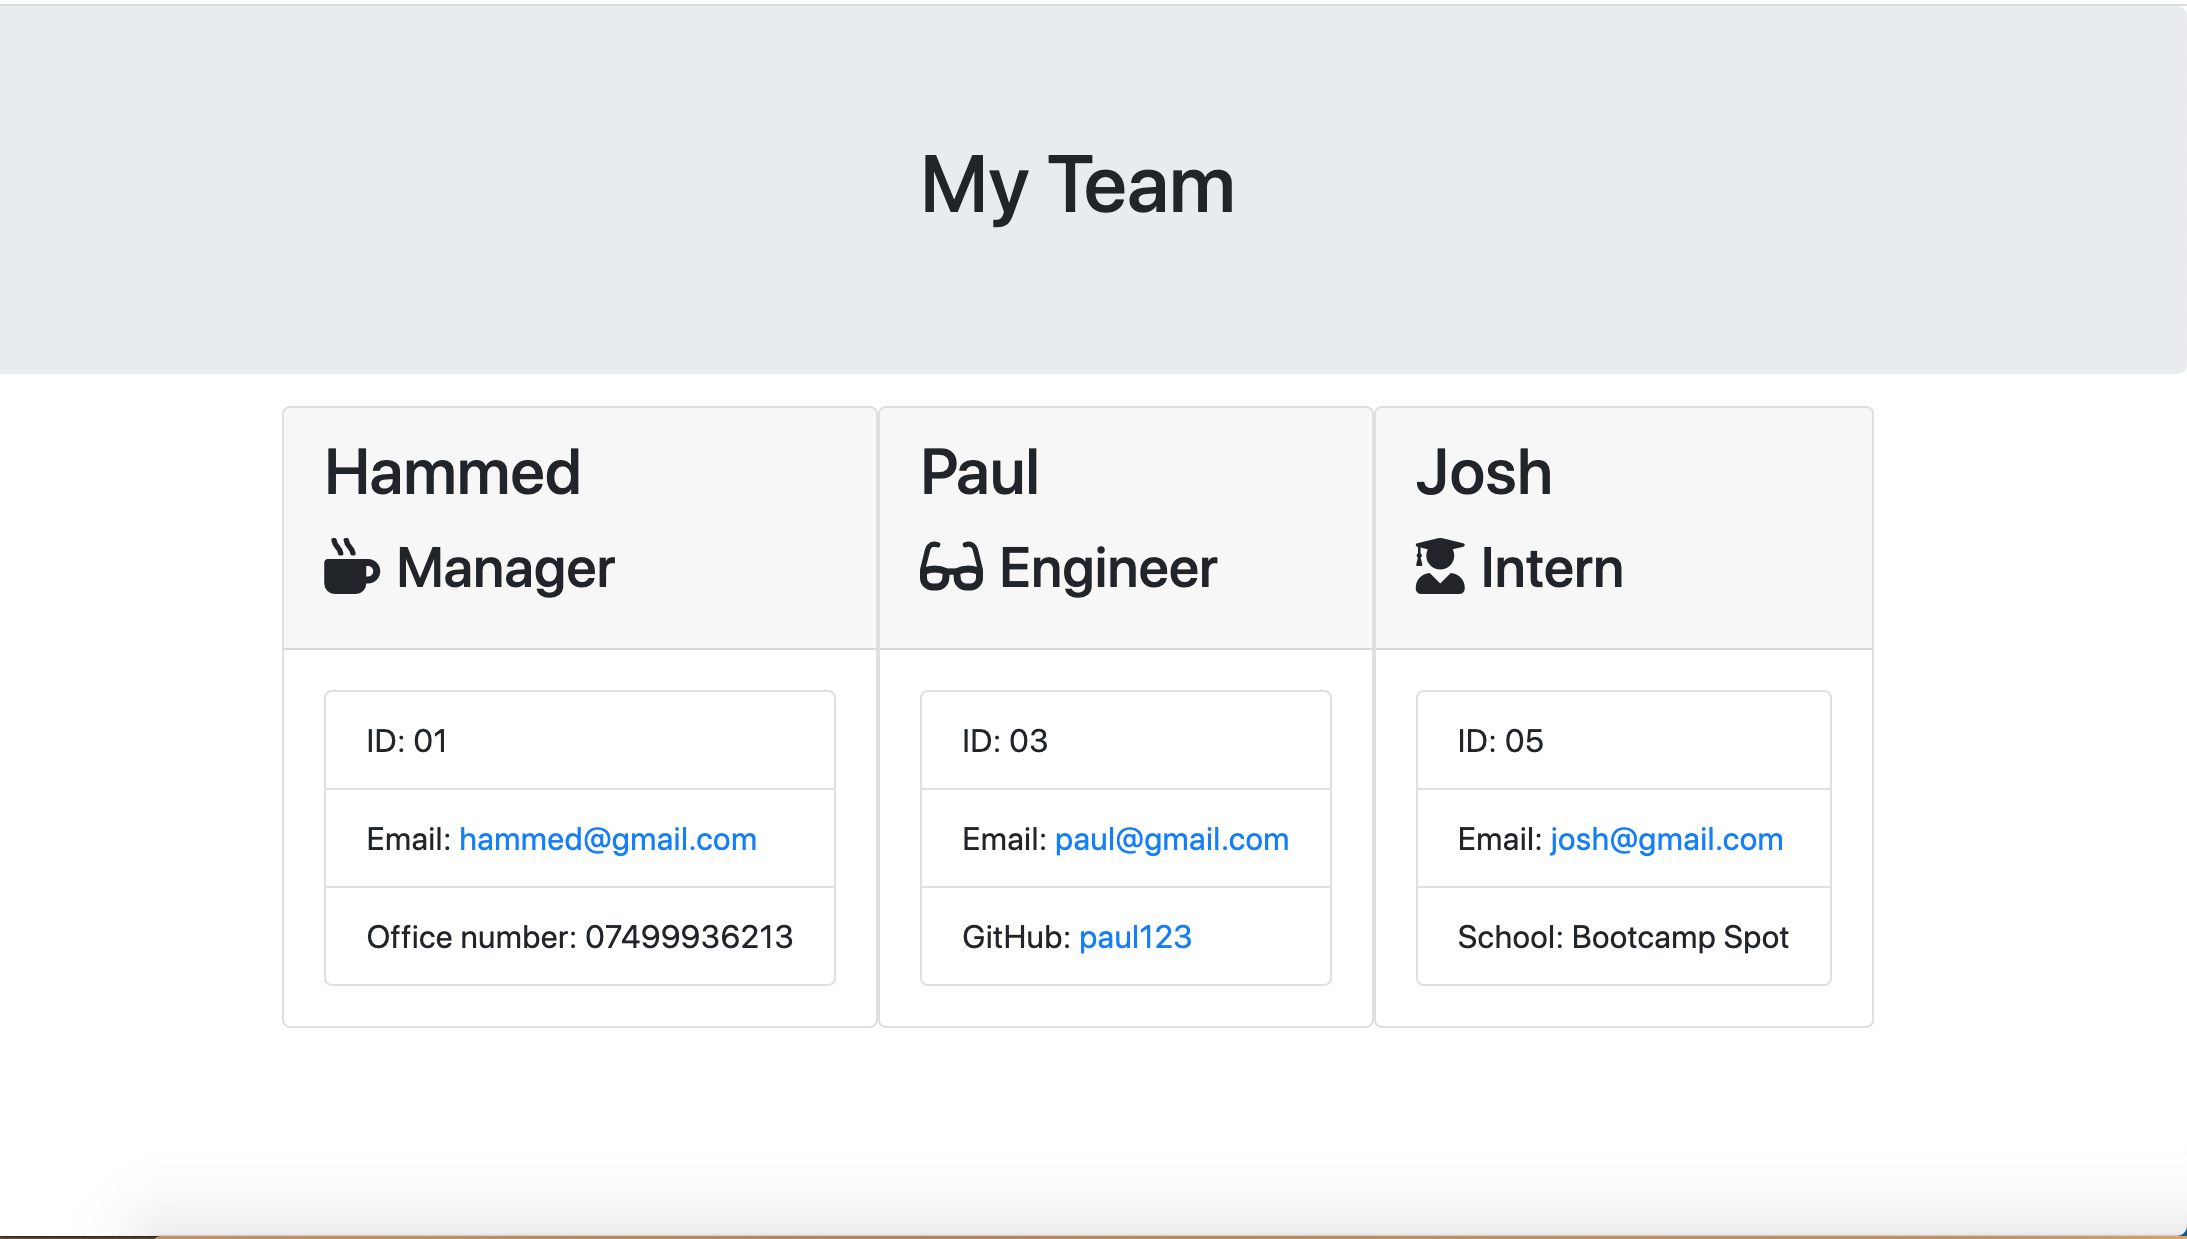 My Team
Hammed
Manager
ID: 01
Email: hammed@gmail.com
Office number: 07499936213
Paul
Engineer
ID: 03
Email: paul@gmail.com
GitHub: paul123
Josh
Intern
ID: 05
Email: josh@gmail.com
School: Bootcamp Spot